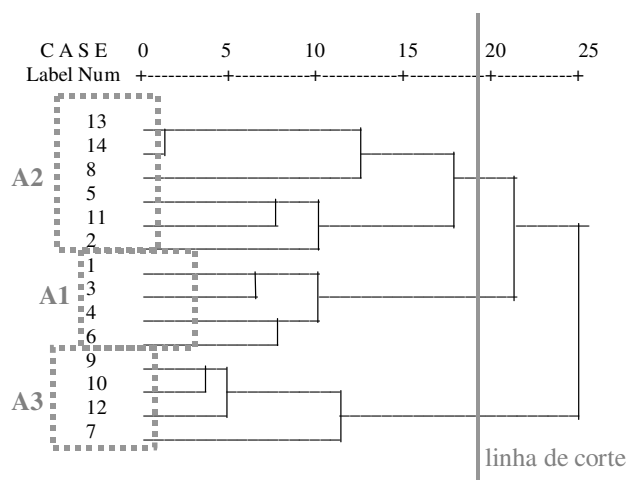 C A S E 0 5 10 15 20 25
Label Num +---------+---------+---------+---------+---------+
13
14
8
A2
5
11
2
1
A1 3
4
6
9
10
A3 12
7
linha de corte